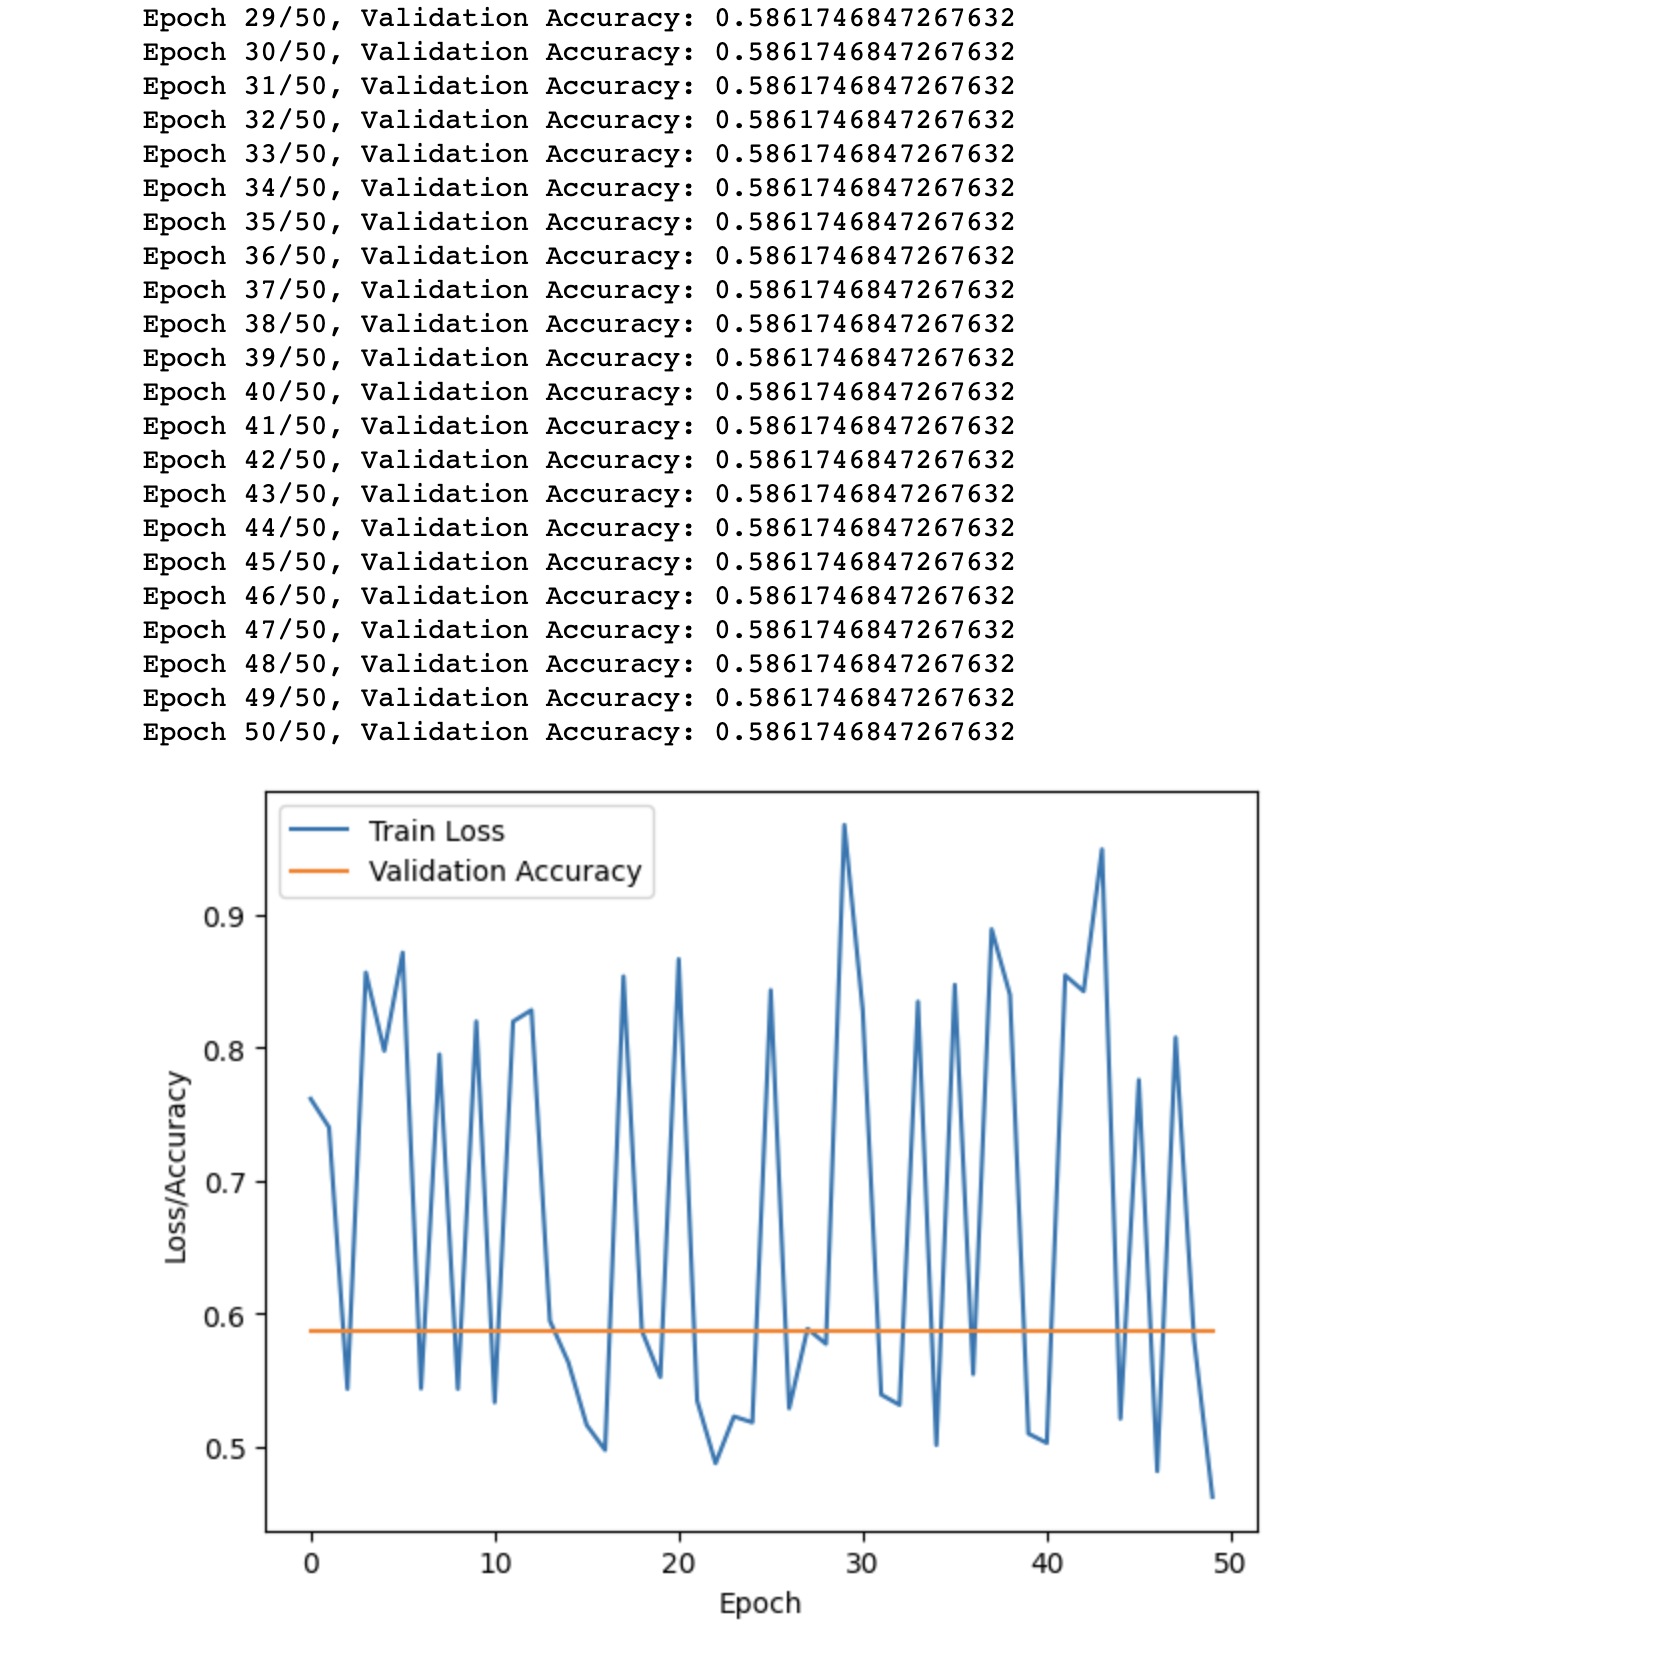 Epoch 29/50, Validation Accuracy: 0.5861746847267632
Epoch 30/50, Validation Accuracy: 0.5861746847267632
Epoch 31/50, Validation Accuracy: 0.5861746847267632
Epoch 32/50, Validation Accuracy: 0.5861746847267632
Epoch 33/50, Validation Accuracy: 0.5861746847267632
Epoch 34/50, Validation Accuracy: 0.5861746847267632
Epoch 35/50, Validation Accuracy: 0.5861746847267632
Epoch 36/50, Validation Accuracy: 0.5861746847267632
Epoch 37/50, Validation Accuracy: 0.5861746847267632
Epoch 38/50, Validation Accuracy: 0.5861746847267632
Epoch 39/50, Validation Accuracy: 0.5861746847267632
Epoch 40/50, Validation Accuracy: 0.5861746847267632
Epoch 41/50, Validation Accuracy: 0.5861746847267632
Epoch 42/50, Validation Accuracy: 0.5861746847267632
Epoch 43/50, Validation Accuracy: 0.5861746847267632
Epoch 44/50, Validation Accuracy: 0.5861746847267632
Epoch 45/50, Validation Accuracy: 0.5861746847267632
Epoch 46/50, Validation Accuracy: 0.5861746847267632
Epoch 47/50, Validation Accuracy: 0.5861746847267632
Epoch 48/50, Validation Accuracy: 0.5861746847267632
Epoch 49/50, Validation Accuracy: 0.5861746847267632
Epoch 50/50, Validation Accuracy: 0.5861746847267632
Train Loss
Validation Accuracy
0.9
0.8
0.7
0.6
0.5
Loss/Accuracy
0 10 20 30 40 50
Epoch